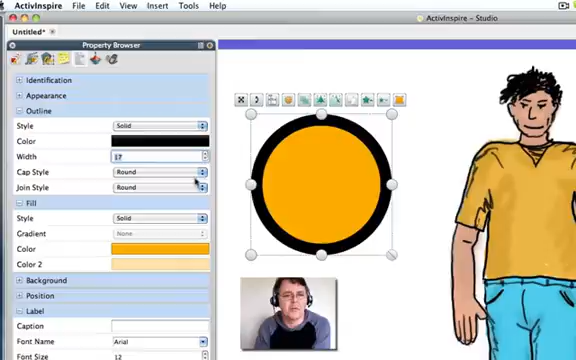 ActivInspire File Edit View Insert Tools Help
ActivInspire – Studio
Untitled*
Property Browser
Identification
Appearance
Outline
Style Solid
Color
Width 17
Cap Style Round
Join Style Round
Fill
Style Solid
Gradient None
Color
Color 2
Background
Position
Label
Caption
Font Name Arial
Font Size 12